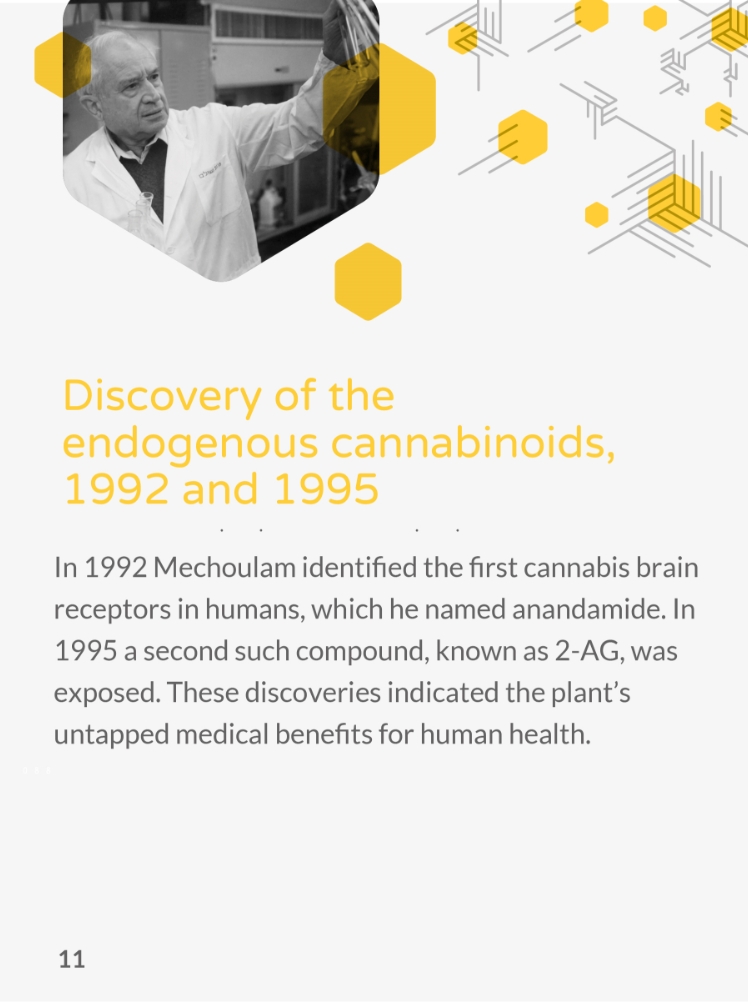 Discovery of the
endogenous cannabinoids,
1992 and 1995
In 1992 Mechoulam identified the first cannabis brain
receptors in humans, which he named anandamide. In
1995 a second such compound, known as 2-AG, was
exposed. These discoveries indicated the plant's
untapped medical benefits for human health.
11